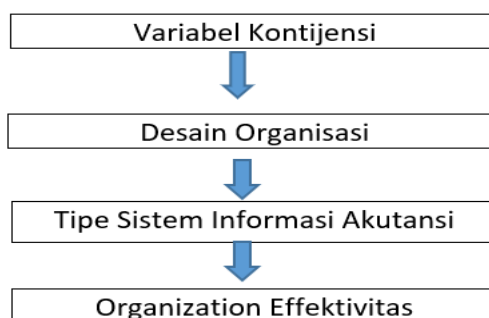 Variabel Kontijensi
Desain Organisasi
Tipe Sistem Informasi Akutansi
Organization Effektivitas